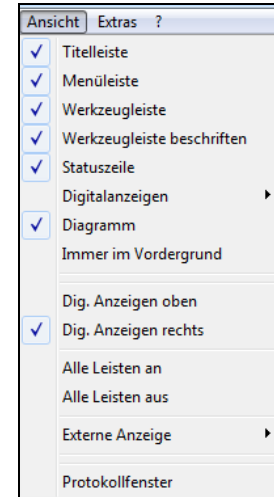 Ansicht Extras ?
Titelleiste
Menüleiste
Werkzeugleiste
Werkzeugleiste beschriften
Statuszeile
Digitalanzeigen
Diagramm
Immer im Vordergrund
Dig. Anzeigen oben
Dig. Anzeigen rechts
Alle Leisten an
Alle Leisten aus
Externe Anzeige
Protokollfenster